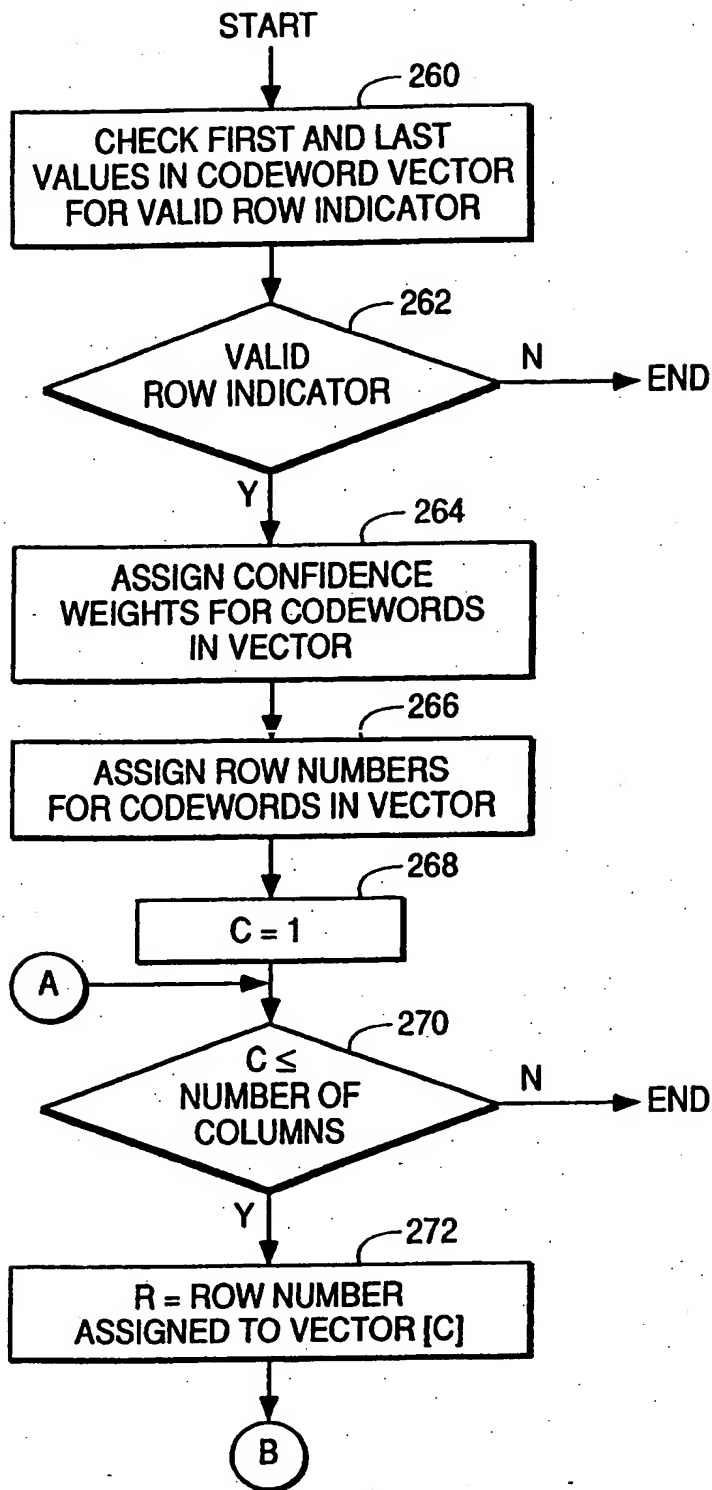 START
260
CHECK FIRST AND LAST
VALUES IN CODEWORD VECTOR
FOR VALID ROW INDICATOR
262
VALID
ROW INDICATOR
N
END
Y
264
ASSIGN CONFIDENCE
WEIGHTS FOR CODEWORDS
IN VECTOR
266
ASSIGN ROW NUMBERS
FOR CODEWORDS IN VECTOR
268
C = 1
A
270
C ≤
NUMBER OF
COLUMNS
N
END
Y
272
R = ROW NUMBER
ASSIGNED TO VECTOR [C]
B